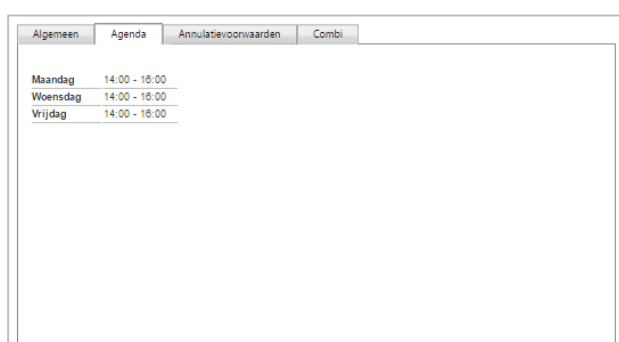 Algemeen Agenda Annulatievoorwaarden Combi
Maandag 14:00 - 16:00
Woensdag 14:00 - 16:00
Vrijdag 14:00 - 16:00